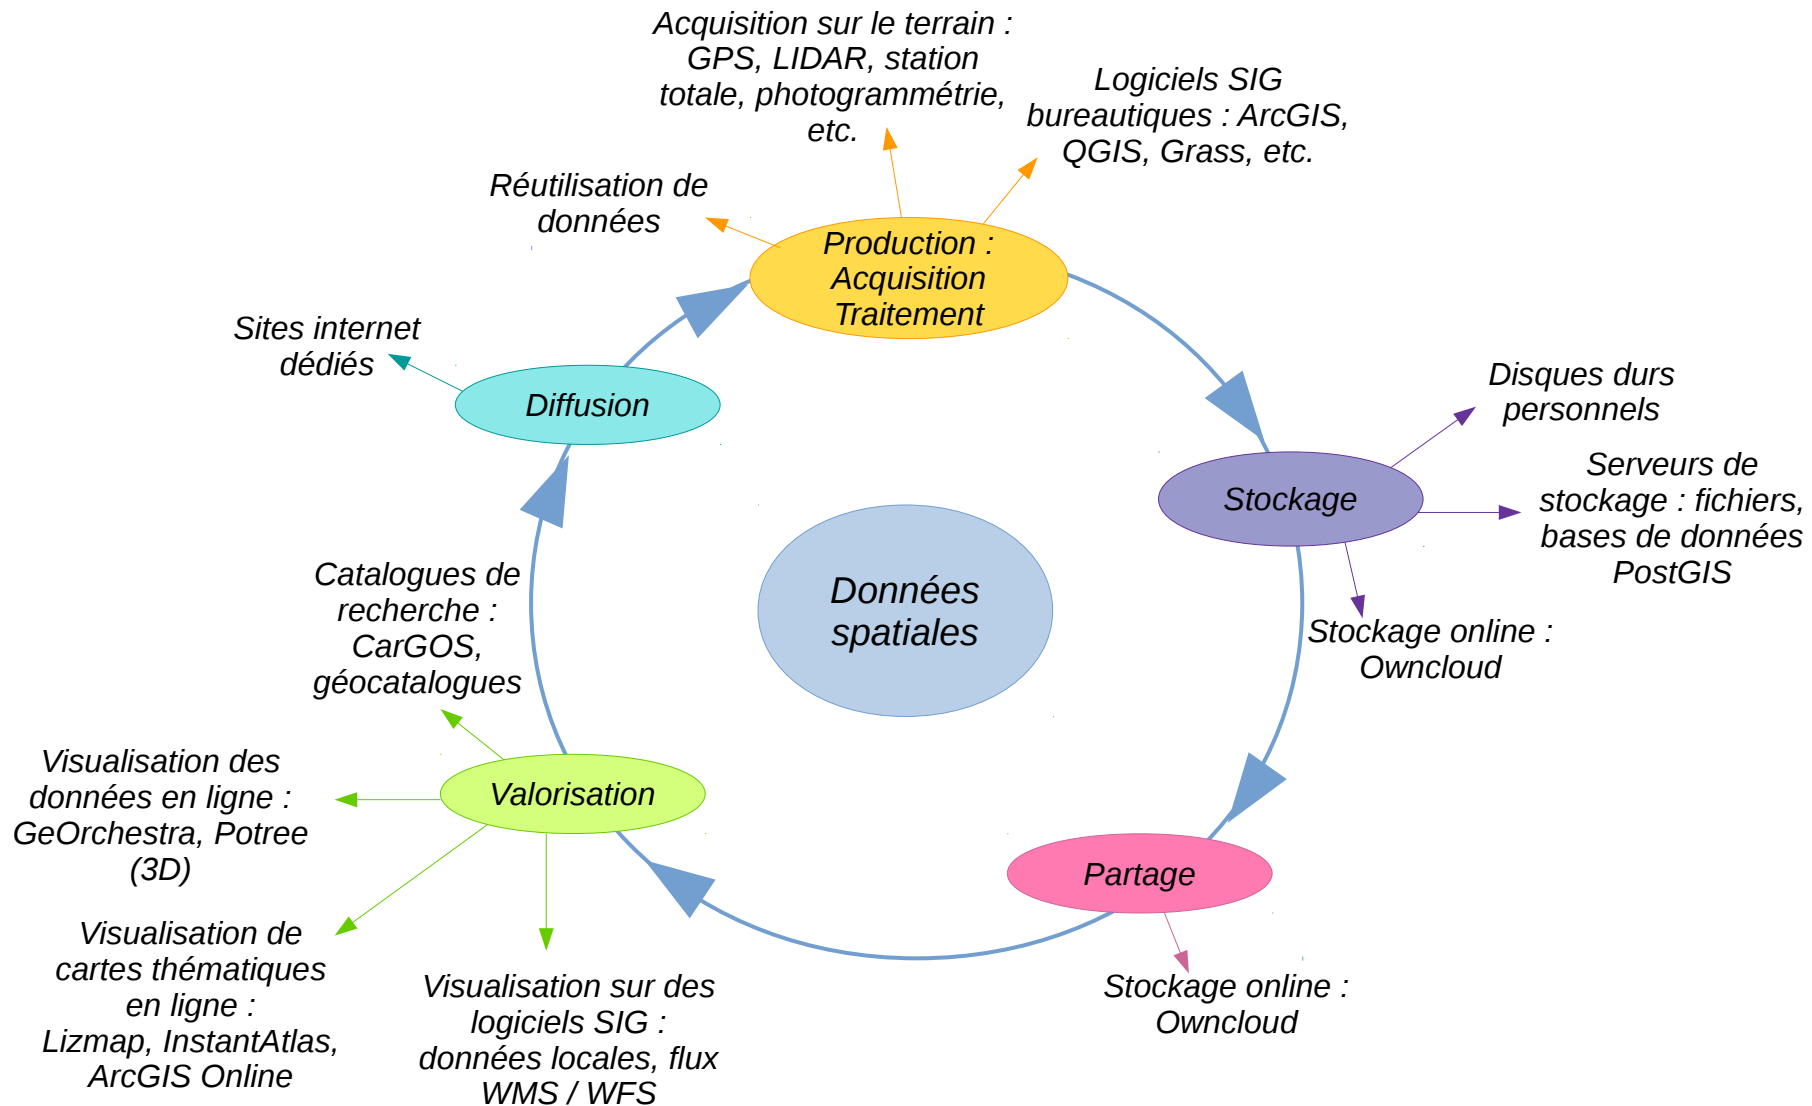 Acquisition sur le terrain :
GPS, LIDAR, station
totale, photogrammétrie,
etc.
Logiciels SIG
bureautiques : ArcGIS,
QGIS, Grass, etc.
Réutilisation de
données
Production :
Acquisition
Traitement
Sites internet
dédiés
Diffusion
Disques durs
personnels
Stockage
Serveurs de
stockage : fichiers,
bases de données
PostGIS
Stockage online :
Owncloud
Données
spatiales
Catalogues de
recherche :
CarGOS,
géocatalogues
Valorisation
Visualisation des
données en ligne :
GeOrchestra, Potree
(3D)
Partage
Visualisation de
cartes thématiques
en ligne :
Lizmap, InstantAtlas,
ArcGIS Online
Visualisation sur des
logiciels SIG :
données locales, flux
WMS / WFS
Stockage online :
Owncloud